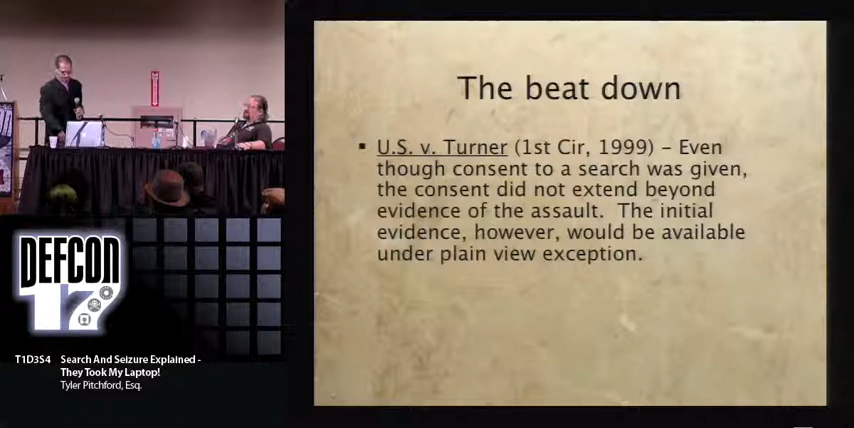 The beat down
▪ U.S. v. Turner (1st Cir, 1999) – Even
though consent to a search was given,
the consent did not extend beyond
evidence of the assault. The initial
evidence, however, would be available
under plain view exception.
DEFCON
17
T1D3S4 Search And Seizure Explained -
They Took My Laptop!
Tyler Pitchford, Esq.